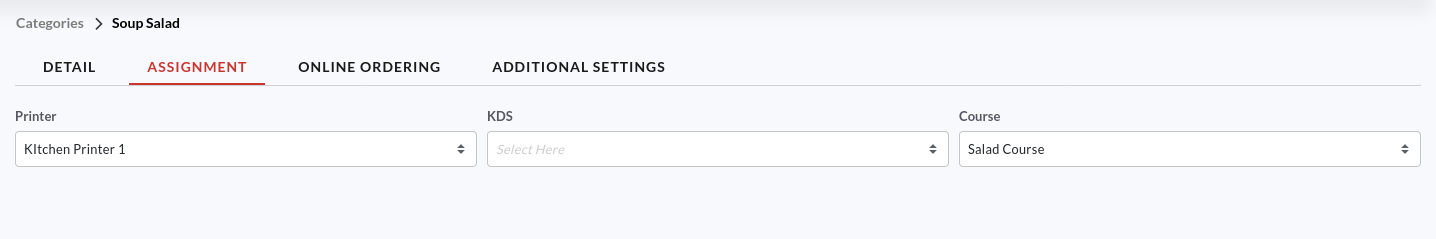 Categories > Soup Salad
DETAIL ASSIGNMENT ONLINE ORDERING ADDITIONAL SETTINGS
Printer KDS Course
KItchen Printer 1 Select Here Salad Course